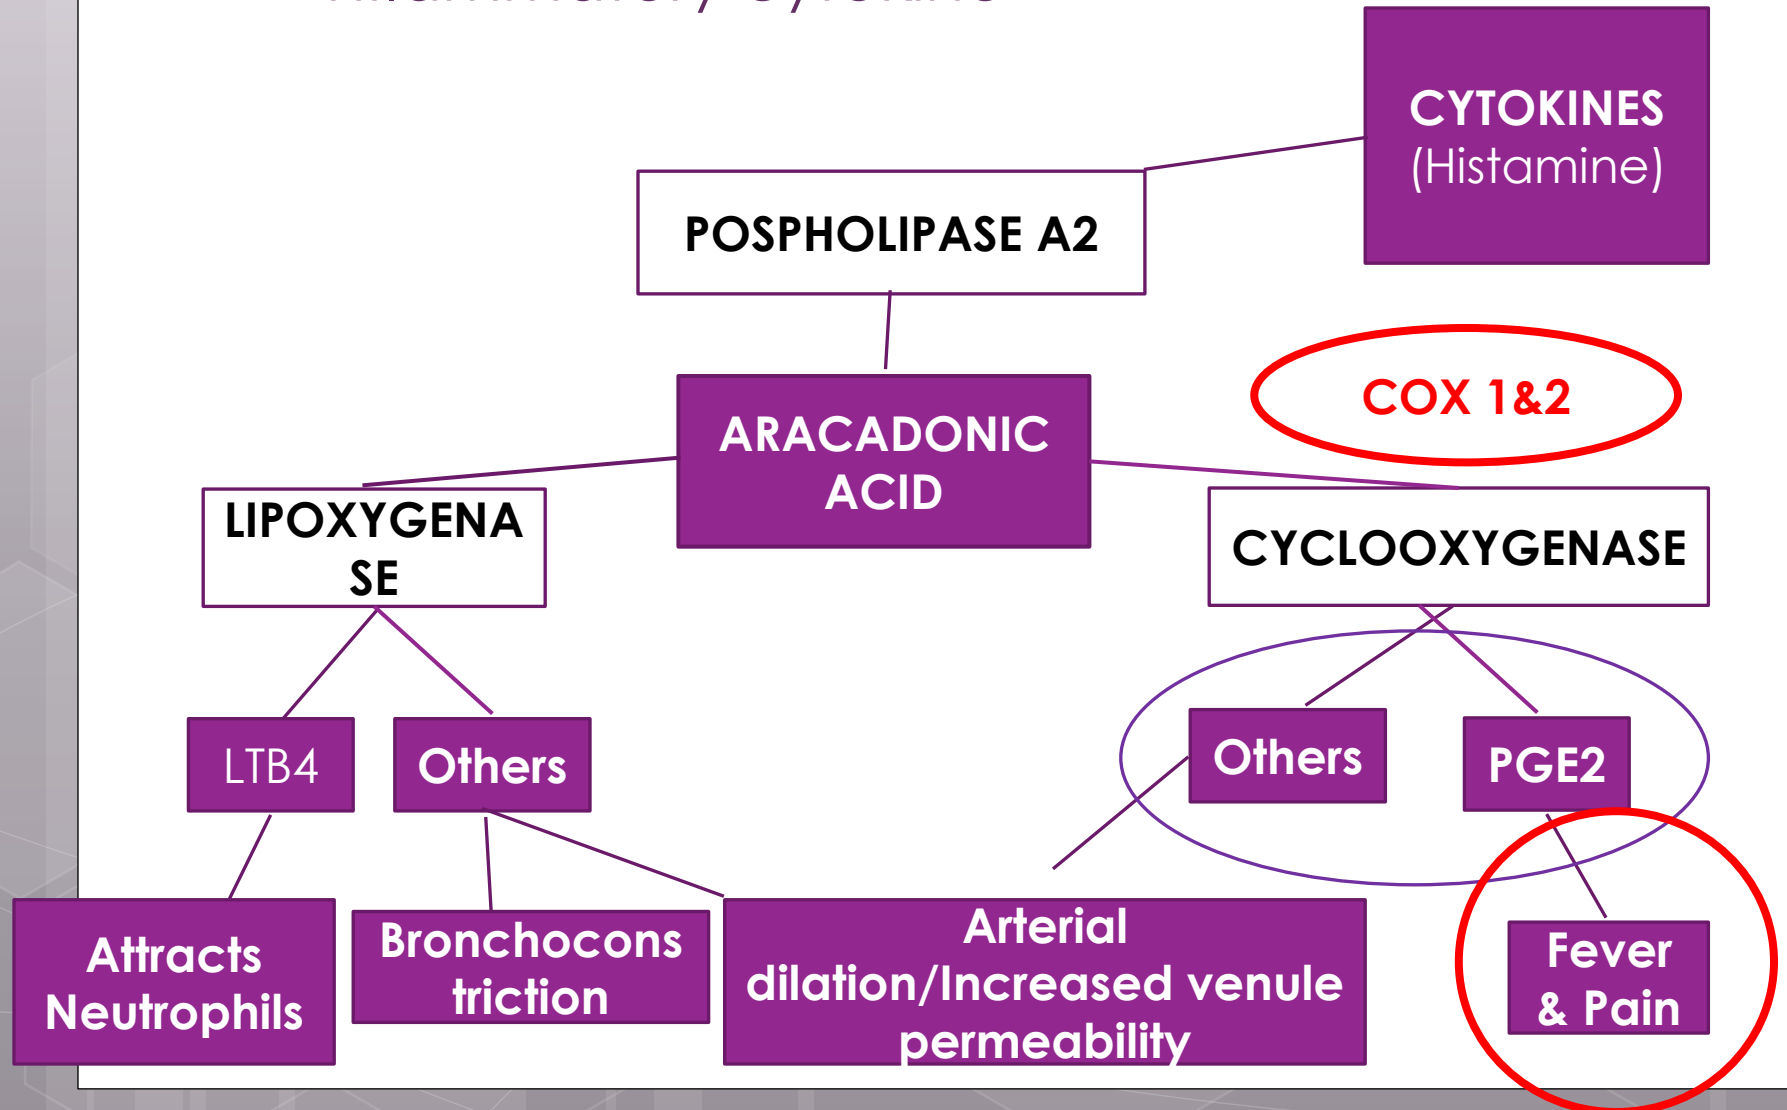 CYTOKINES
(Histamine)
POSPHOLIPASE A2
COX 1&2
ARACADONIC
ACID
LIPOXYGENA
SE
CYCLOOXYGENASE
LTB4
Others
Others
PGE2
Attracts
Neutrophils
Bronchocons
triction
Arterial
dilation/Increased venule
permeability
Fever
& Pain